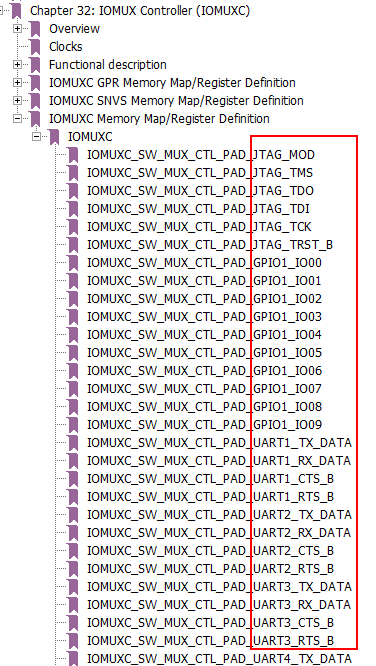 Chapter 32: IOMUX Controller (IOMUXC)
Overview
Clocks
Functional description
IOMUXC GPR Memory Map/Register Definition
IOMUXC SNVS Memory Map/Register Definition
IOMUXC Memory Map/Register Definition
IOMUXC
IOMUXC_SW_MUX_CTL_PAD_JTAG_MOD
IOMUXC_SW_MUX_CTL_PAD_JTAG_TMS
IOMUXC_SW_MUX_CTL_PAD_JTAG_TDO
IOMUXC_SW_MUX_CTL_PAD_JTAG_TDI
IOMUXC_SW_MUX_CTL_PAD_JTAG_TCK
IOMUXC_SW_MUX_CTL_PAD_JTAG_TRST_B
IOMUXC_SW_MUX_CTL_PAD_GPIO1_IO00
IOMUXC_SW_MUX_CTL_PAD_GPIO1_IO01
IOMUXC_SW_MUX_CTL_PAD_GPIO1_IO02
IOMUXC_SW_MUX_CTL_PAD_GPIO1_IO03
IOMUXC_SW_MUX_CTL_PAD_GPIO1_IO04
IOMUXC_SW_MUX_CTL_PAD_GPIO1_IO05
IOMUXC_SW_MUX_CTL_PAD_GPIO1_IO06
IOMUXC_SW_MUX_CTL_PAD_GPIO1_IO07
IOMUXC_SW_MUX_CTL_PAD_GPIO1_IO08
IOMUXC_SW_MUX_CTL_PAD_GPIO1_IO09
IOMUXC_SW_MUX_CTL_PAD_UART1_TX_DATA
IOMUXC_SW_MUX_CTL_PAD_UART1_RX_DATA
IOMUXC_SW_MUX_CTL_PAD_UART1_CTS_B
IOMUXC_SW_MUX_CTL_PAD_UART1_RTS_B
IOMUXC_SW_MUX_CTL_PAD_UART2_TX_DATA
IOMUXC_SW_MUX_CTL_PAD_UART2_RX_DATA
IOMUXC_SW_MUX_CTL_PAD_UART2_CTS_B
IOMUXC_SW_MUX_CTL_PAD_UART2_RTS_B
IOMUXC_SW_MUX_CTL_PAD_UART3_TX_DATA
IOMUXC_SW_MUX_CTL_PAD_UART3_RX_DATA
IOMUXC_SW_MUX_CTL_PAD_UART3_CTS_B
IOMUXC_SW_MUX_CTL_PAD_UART3_RTS_B
IOMUXC_SW_MUX_CTL_PAD_UART4_TX_DATA